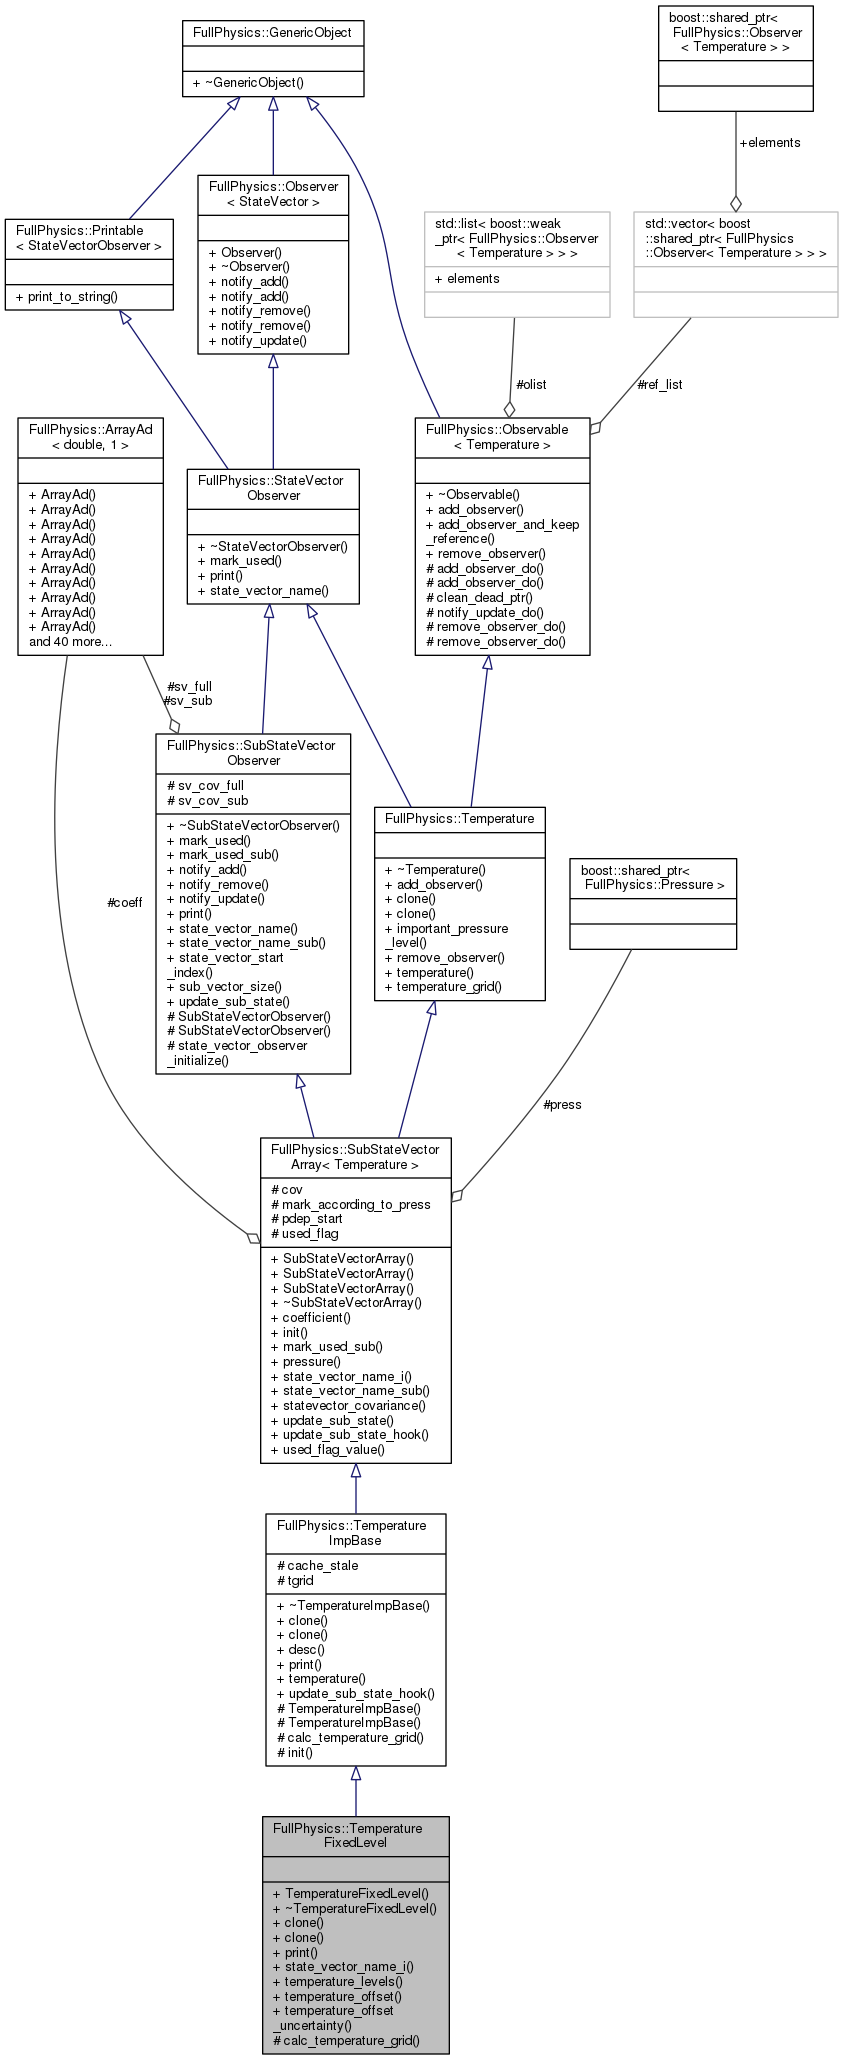 FullPhysics::GenericObject
+ ~GenericObject()
boost::shared_ptr<
FullPhysics::Observer
< Temperature > >
+elements
FullPhysics::Printable
< StateVectorObserver >
+ print_to_string()
FullPhysics::Observer
< StateVector >
+ Observer()
+ ~Observer()
+ notify_add()
+ notify_add()
+ notify_remove()
+ notify_remove()
+ notify_update()
std::list< boost::weak
_ptr< FullPhysics::Observer
< Temperature > > >
+ elements
std::vector< boost
::shared_ptr< FullPhysics
::Observer< Temperature > > >
#olist
#ref_list
FullPhysics::ArrayAd
< double, 1 >
+ ArrayAd()
+ ArrayAd()
+ ArrayAd()
+ ArrayAd()
+ ArrayAd()
+ ArrayAd()
+ ArrayAd()
+ ArrayAd()
+ ArrayAd()
+ ArrayAd()
and 40 more...
FullPhysics::StateVector
Observer
+ ~StateVectorObserver()
+ mark_used()
+ print()
+ state_vector_name()
FullPhysics::Observable
< Temperature >
+ ~Observable()
+ add_observer()
+ add_observer_and_keep
_reference()
+ remove_observer()
# add_observer_do()
# add_observer_do()
# clean_dead_ptr()
# notify_update_do()
# remove_observer_do()
# remove_observer_do()
#sv_full
#sv_sub
#coeff
FullPhysics::SubStateVector
Observer
# sv_cov_full
# sv_cov_sub
+ ~SubStateVectorObserver()
+ mark_used()
+ mark_used_sub()
+ notify_add()
+ notify_remove()
+ notify_update()
+ print()
+ state_vector_name()
+ state_vector_name_sub()
+ state_vector_start
_index()
+ sub_vector_size()
+ update_sub_state()
# SubStateVectorObserver()
# SubStateVectorObserver()
# state_vector_observer
_initialize()
FullPhysics::Temperature
+ ~Temperature()
+ add_observer()
+ clone()
+ clone()
+ important_pressure
_level()
+ remove_observer()
+ temperature()
+ temperature_grid()
boost::shared_ptr<
FullPhysics::Pressure >
#press
FullPhysics::SubStateVector
Array< Temperature >
# cov
# mark_according_to_press
# pdep_start
# used_flag
+ SubStateVectorArray()
+ SubStateVectorArray()
+ SubStateVectorArray()
+ ~SubStateVectorArray()
+ coefficient()
+ init()
+ mark_used_sub()
+ pressure()
+ state_vector_name_i()
+ state_vector_name_sub()
+ statevector_covariance()
+ update_sub_state()
+ update_sub_state_hook()
+ used_flag_value()
FullPhysics::Temperature
ImpBase
# cache_stale
# tgrid
+ ~TemperatureImpBase()
+ clone()
+ clone()
+ desc()
+ print()
+ temperature()
+ update_sub_state_hook()
# TemperatureImpBase()
# TemperatureImpBase()
# calc_temperature_grid()
# init()
FullPhysics::Temperature
FixedLevel
+ TemperatureFixedLevel()
+ ~TemperatureFixedLevel()
+ clone()
+ clone()
+ print()
+ state_vector_name_i()
+ temperature_levels()
+ temperature_offset()
+ temperature_offset
_uncertainty()
# calc_temperature_grid()